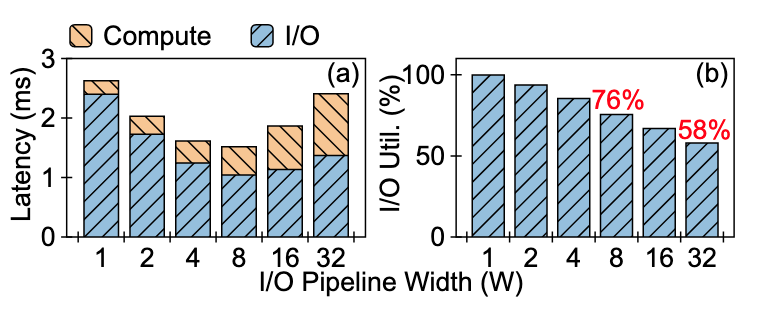 Compute I/O
(a)
Latency (ms)
3
2
1
0
1 2 4 8 16 32
(b)
I/O Util. (%)
100
50
0
76%
58%
1 2 4 8 16 32
I/O Pipeline Width (W)